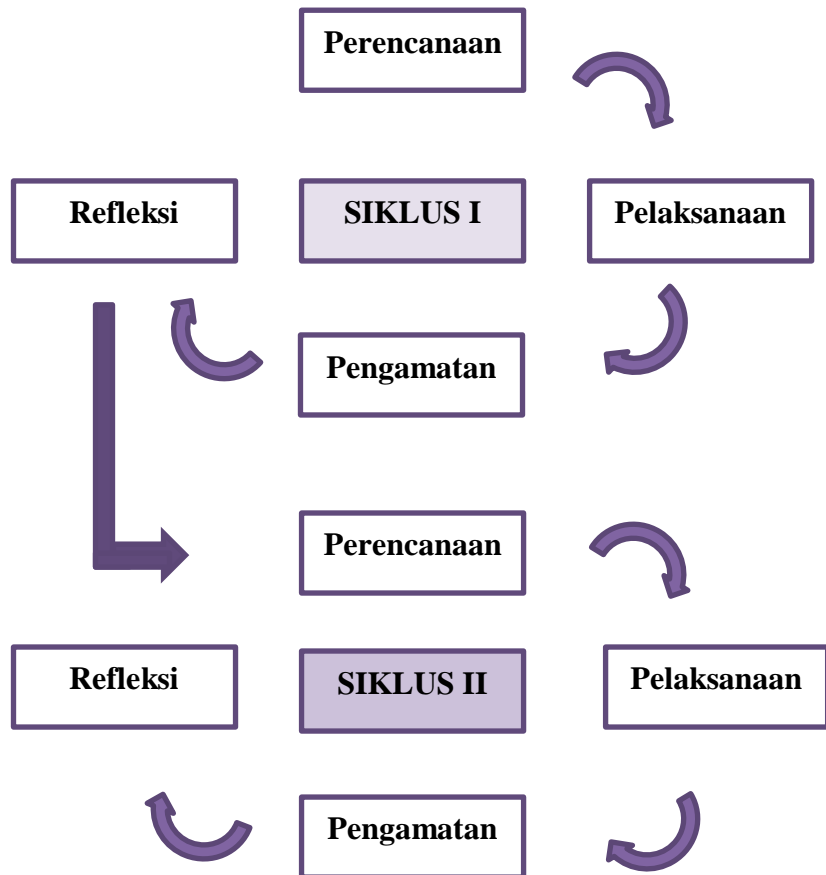 Perencanaan
Refleksi
SIKLUS I
Pelaksanaan
Pengamatan
Perencanaan
Refleksi
SIKLUS II
Pelaksanaan
Pengamatan